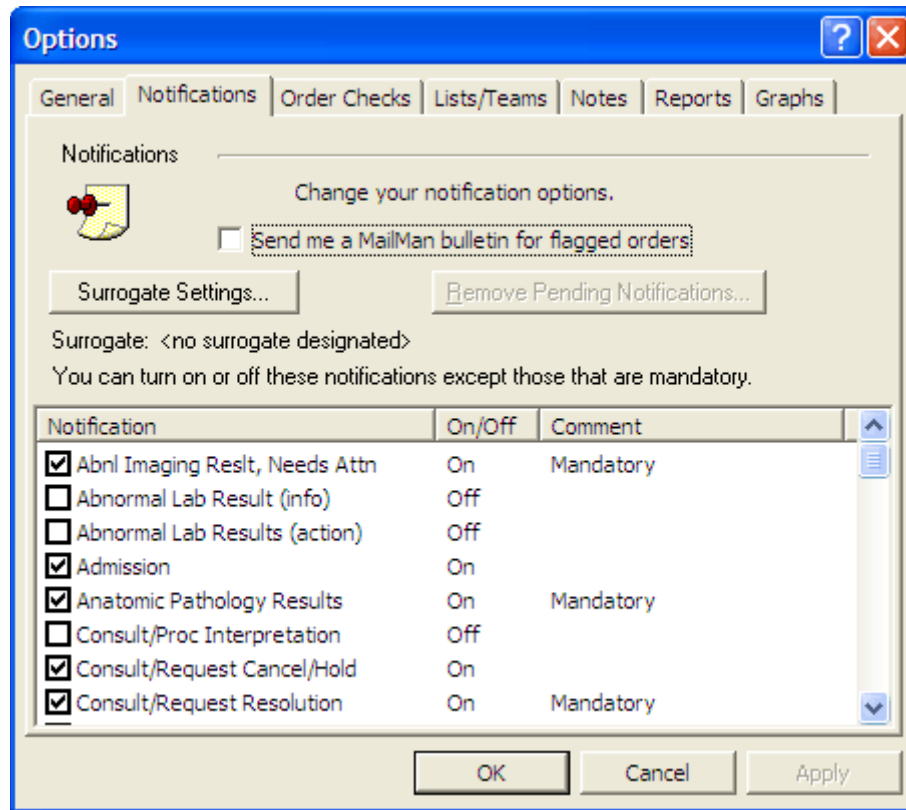 Options
General Notifications Order Checks Lists/Teams Notes Reports Graphs
Notifications
Change your notification options.
Send me a MailMan bulletin for flagged orders
Surrogate Settings... Remove Pending Notifications...
Surrogate: <no surrogate designated>
You can turn on or off these notifications except those that are mandatory.
Notification On/Off Comment
Abnl Imaging Reslt, Needs Attn On Mandatory
Abnormal Lab Result (info) Off
Abnormal Lab Results (action) Off
Admission On
Anatomic Pathology Results On Mandatory
Consult/Proc Interpretation Off
Consult/Request Cancel/Hold On
Consult/Request Resolution On Mandatory
OK Cancel Apply